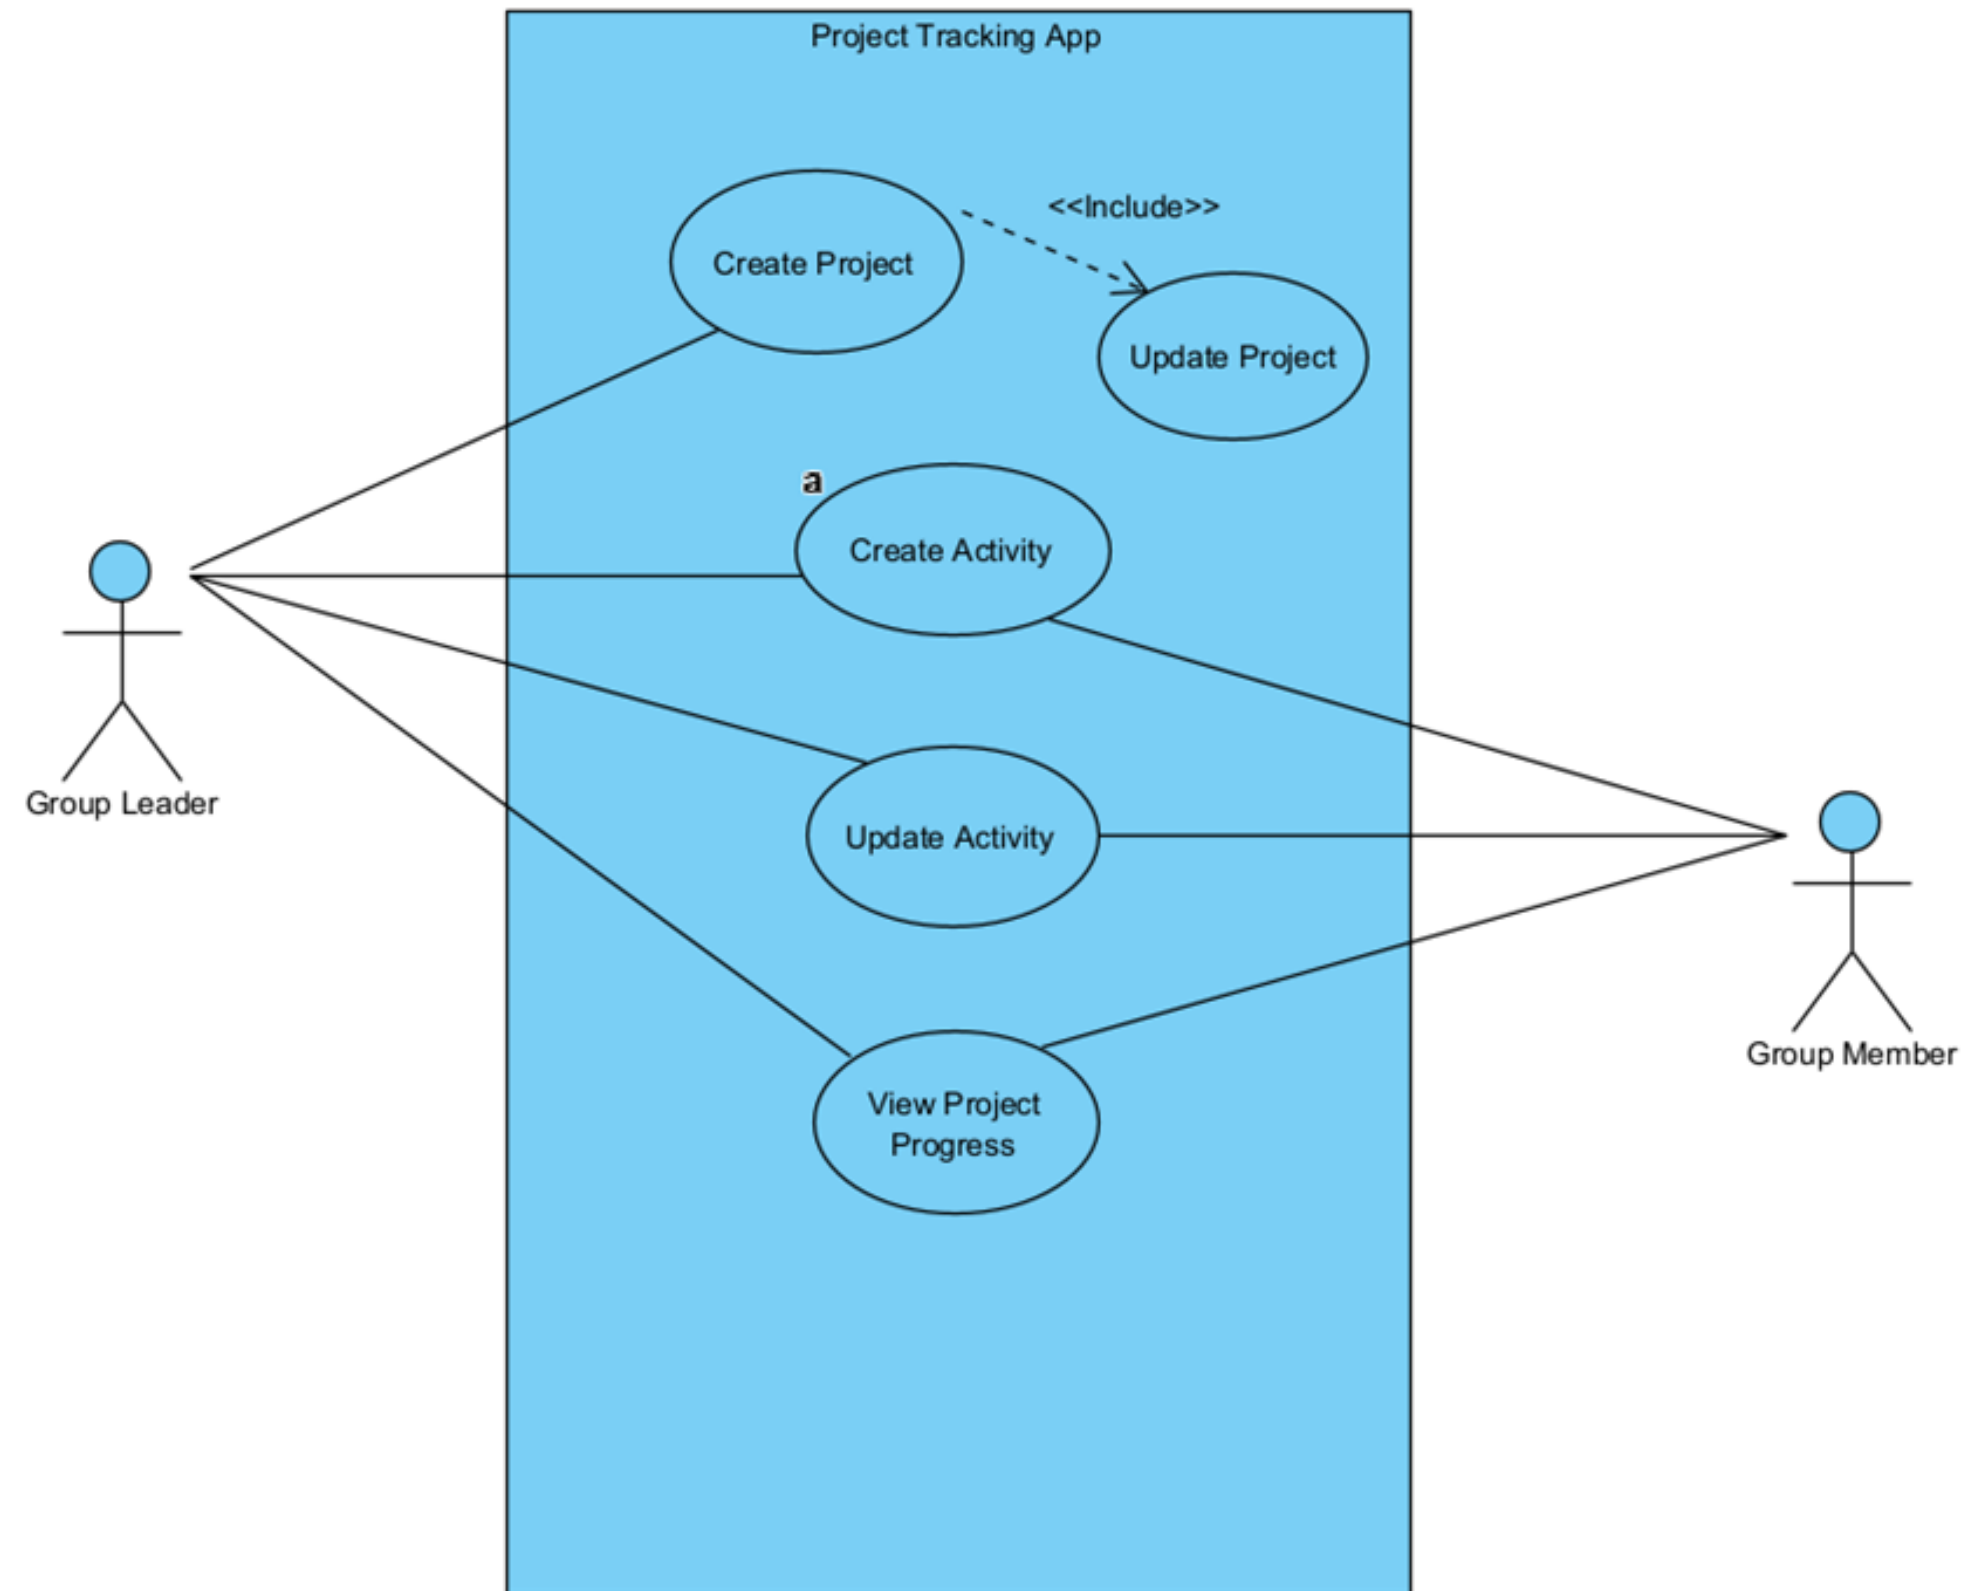 Project Tracking App
<<Include>>
Create Project
Update Project
a
Create Activity
Group Leader
Update Activity
Group Member
View Project
Progress